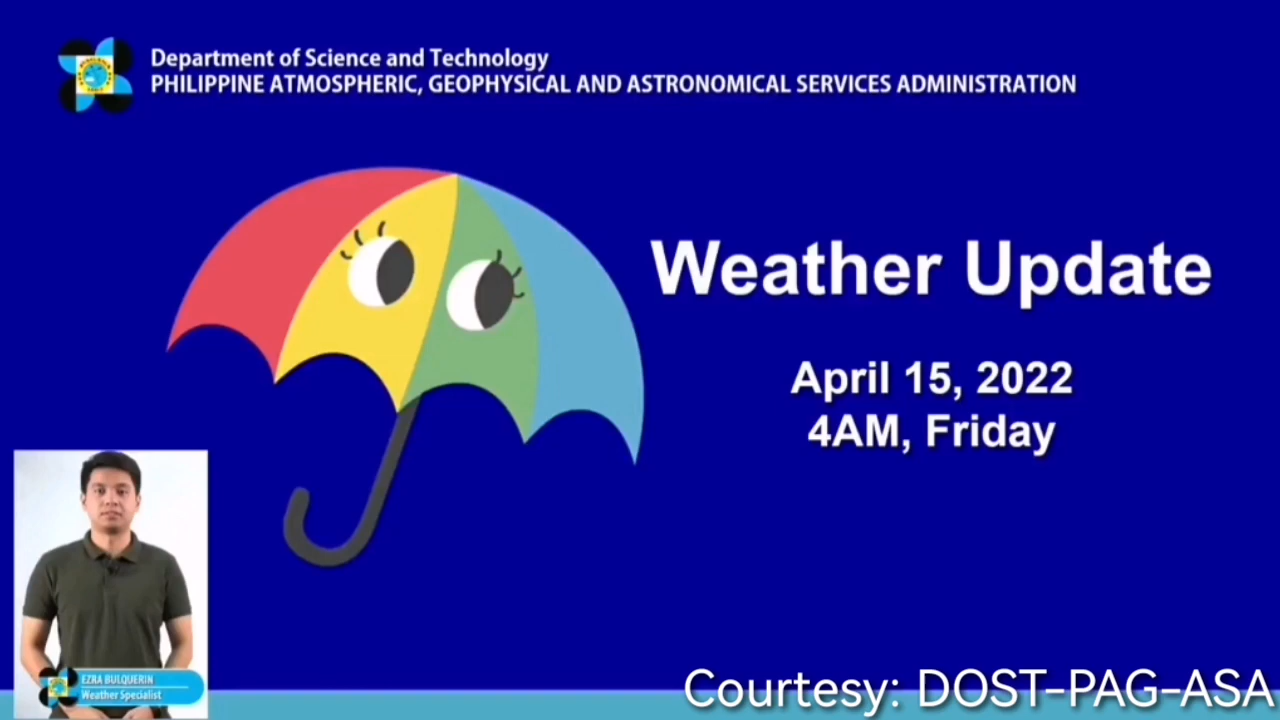 Department of Science and Technology
PHILIPPINE ATMOSPHERIC, GEOPHYSICAL AND ASTRONOMICAL SERVICES ADMINISTRATION
Weather Update
April 15, 2022
4AM, Friday
EZRA BULQUERIN
Weather Specialist
Courtesy: DOST-PAG-ASA